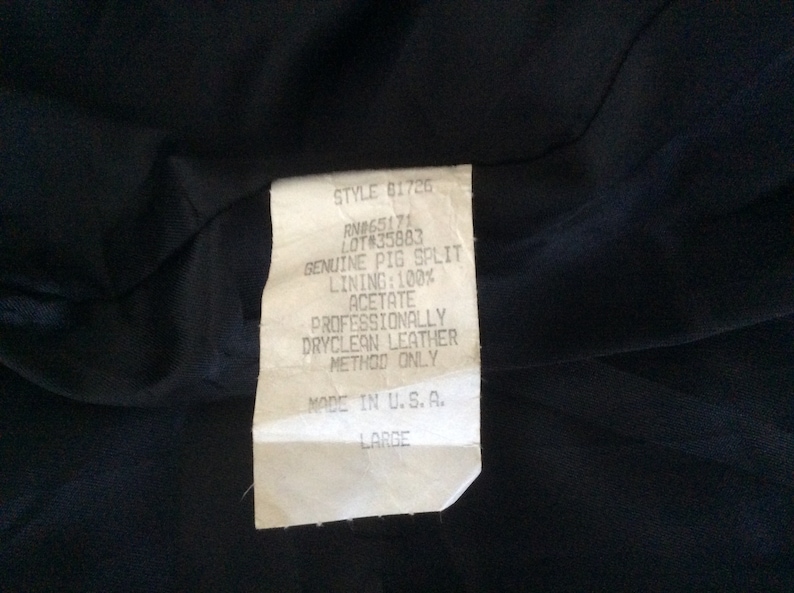 STYLE 81726
RN#65171
LOT#35883
GENUINE PIG SPLIT
LINING:100%
ACETATE
PROFESSIONALLY
DRYCLEAN LEATHER
METHOD ONLY
MADE IN U.S.A.
LARGE